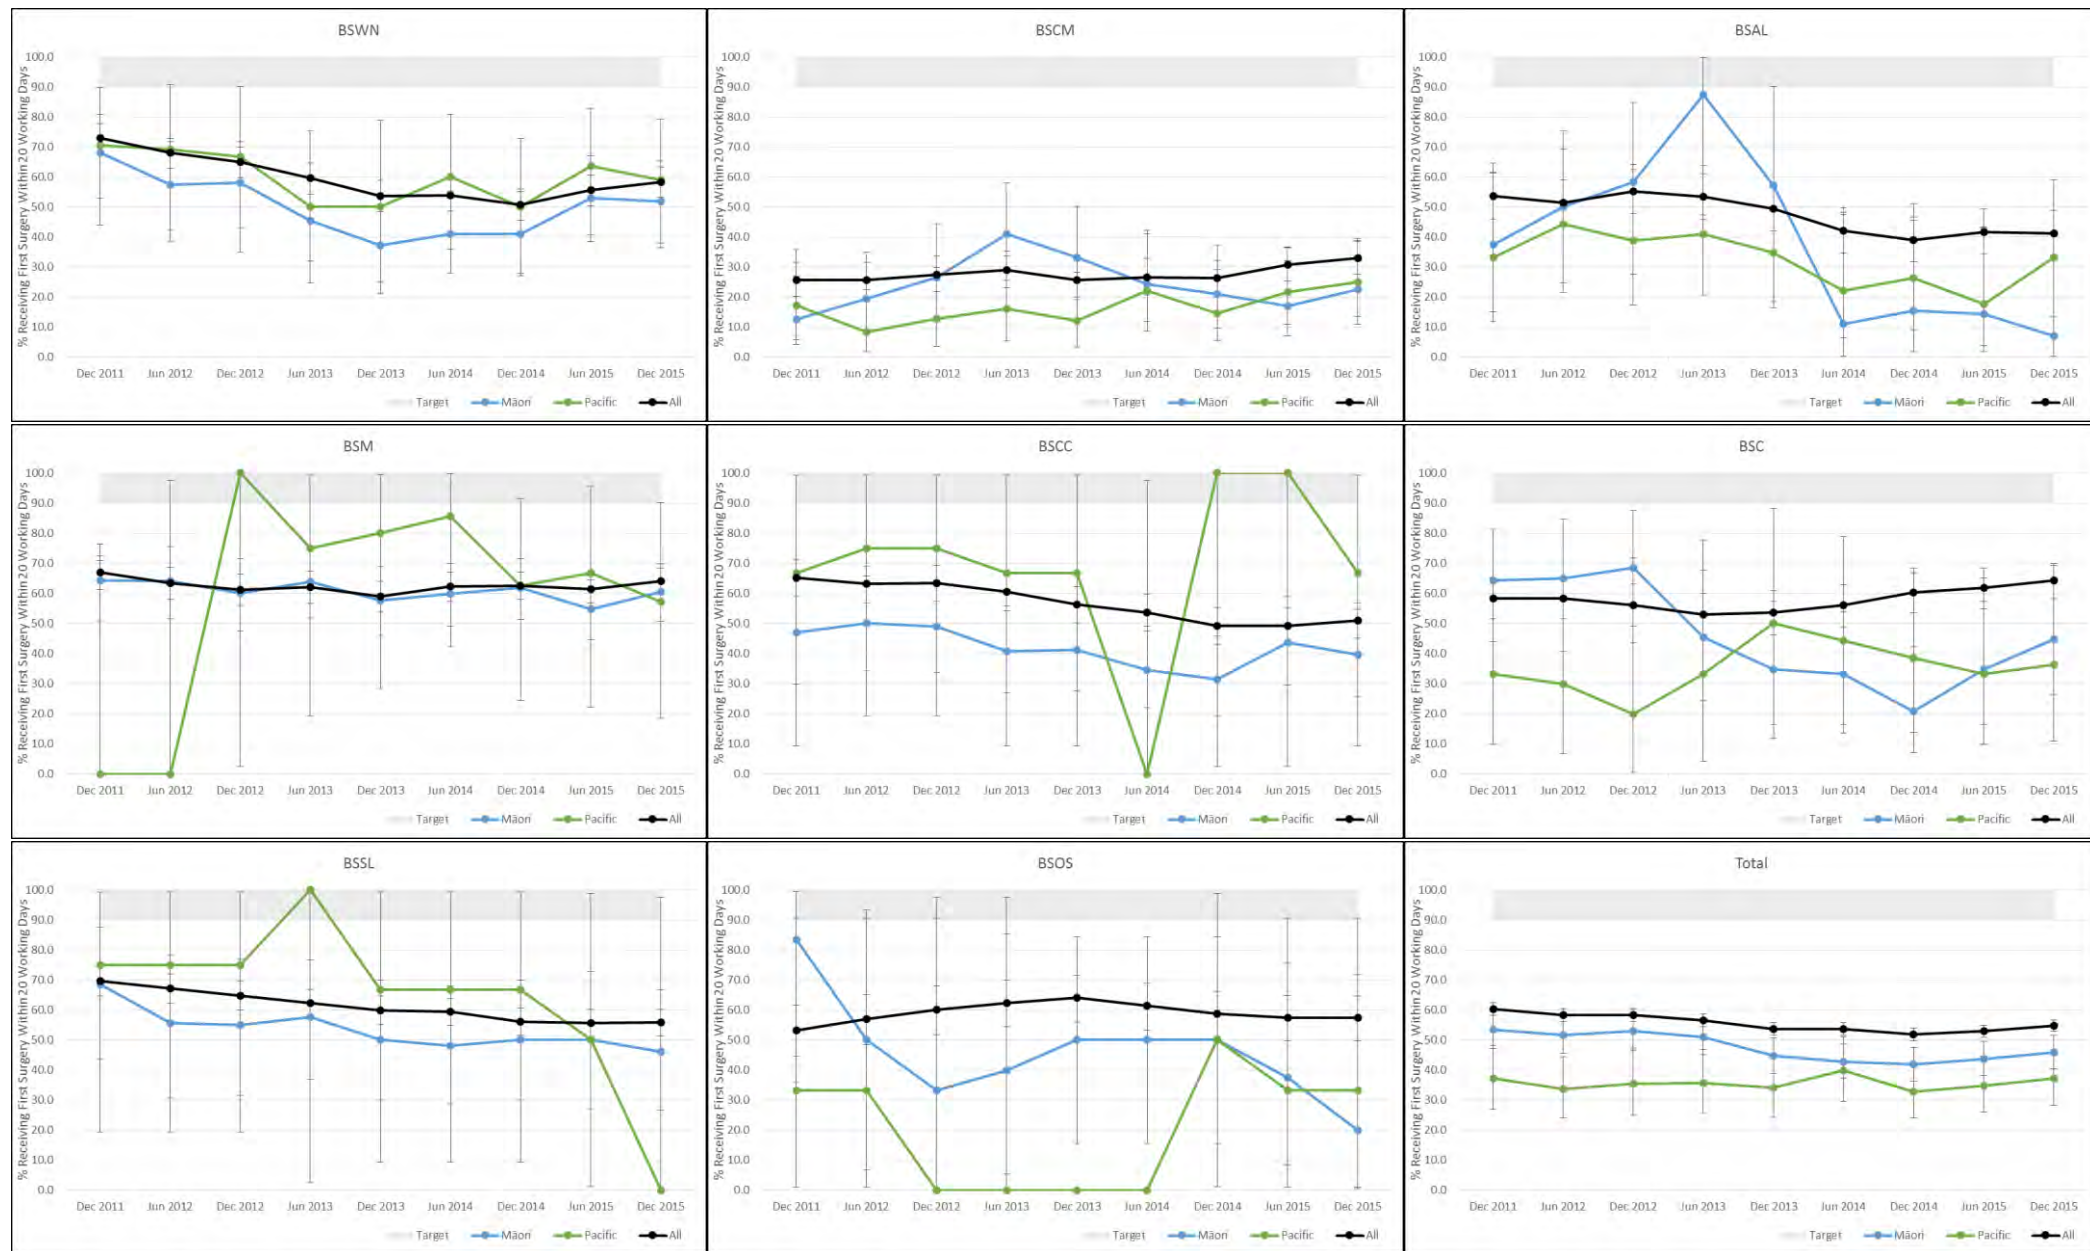 BSWN
% Receiving First Surgery Within 20 Working Days
100.0
90.0
80.0
70.0
60.0
50.0
40.0
30.0
20.0
10.0
0.0
Dec 2011 Jun 2012 Dec 2012 Jun 2013 Dec 2013 Jun 2014 Dec 2014 Jun 2015 Dec 2015
Target Māori Pacific All
BSCM
% Receiving First Surgery Within 20 Working Days
100.0
90.0
80.0
70.0
60.0
50.0
40.0
30.0
20.0
10.0
0.0
Dec 2011 Jun 2012 Dec 2012 Jun 2013 Dec 2013 Jun 2014 Dec 2014 Jun 2015 Dec 2015
Target Māori Pacific All
BSAL
% Receiving First Surgery Within 20 Working Days
100.0
90.0
80.0
70.0
60.0
50.0
40.0
30.0
20.0
10.0
0.0
Dec 2011 Jun 2012 Dec 2012 Jun 2013 Dec 2013 Jun 2014 Dec 2014 Jun 2015 Dec 2015
Target Māori Pacific All
BSM
% Receiving First Surgery Within 20 Working Days
100.0
90.0
80.0
70.0
60.0
50.0
40.0
30.0
20.0
10.0
0.0
Dec 2011 Jun 2012 Dec 2012 Jun 2013 Dec 2013 Jun 2014 Dec 2014 Jun 2015 Dec 2015
Target Māori Pacific All
BSCC
% Receiving First Surgery Within 20 Working Days
100.0
90.0
80.0
70.0
60.0
50.0
40.0
30.0
20.0
10.0
0.0
Dec 2011 Jun 2012 Dec 2012 Jun 2013 Dec 2013 Jun 2014 Dec 2014 Jun 2015 Dec 2015
Target Māori Pacific All
BSC
% Receiving First Surgery Within 20 Working Days
100.0
90.0
80.0
70.0
60.0
50.0
40.0
30.0
20.0
10.0
0.0
Dec 2011 Jun 2012 Dec 2012 Jun 2013 Dec 2013 Jun 2014 Dec 2014 Jun 2015 Dec 2015
Target Māori Pacific All
BSSL
% Receiving First Surgery Within 20 Working Days
100.0
90.0
80.0
70.0
60.0
50.0
40.0
30.0
20.0
10.0
0.0
Dec 2011 Jun 2012 Dec 2012 Jun 2013 Dec 2013 Jun 2014 Dec 2014 Jun 2015 Dec 2015
Target Māori Pacific All
BSOS
% Receiving First Surgery Within 20 Working Days
100.0
90.0
80.0
70.0
60.0
50.0
40.0
30.0
20.0
10.0
0.0
Dec 2011 Jun 2012 Dec 2012 Jun 2013 Dec 2013 Jun 2014 Dec 2014 Jun 2015 Dec 2015
Target Māori Pacific All
Total
% Receiving First Surgery Within 20 Working Days
100.0
90.0
80.0
70.0
60.0
50.0
40.0
30.0
20.0
10.0
0.0
Dec 2011 Jun 2012 Dec 2012 Jun 2013 Dec 2013 Jun 2014 Dec 2014 Jun 2015 Dec 2015
Target Māori Pacific All